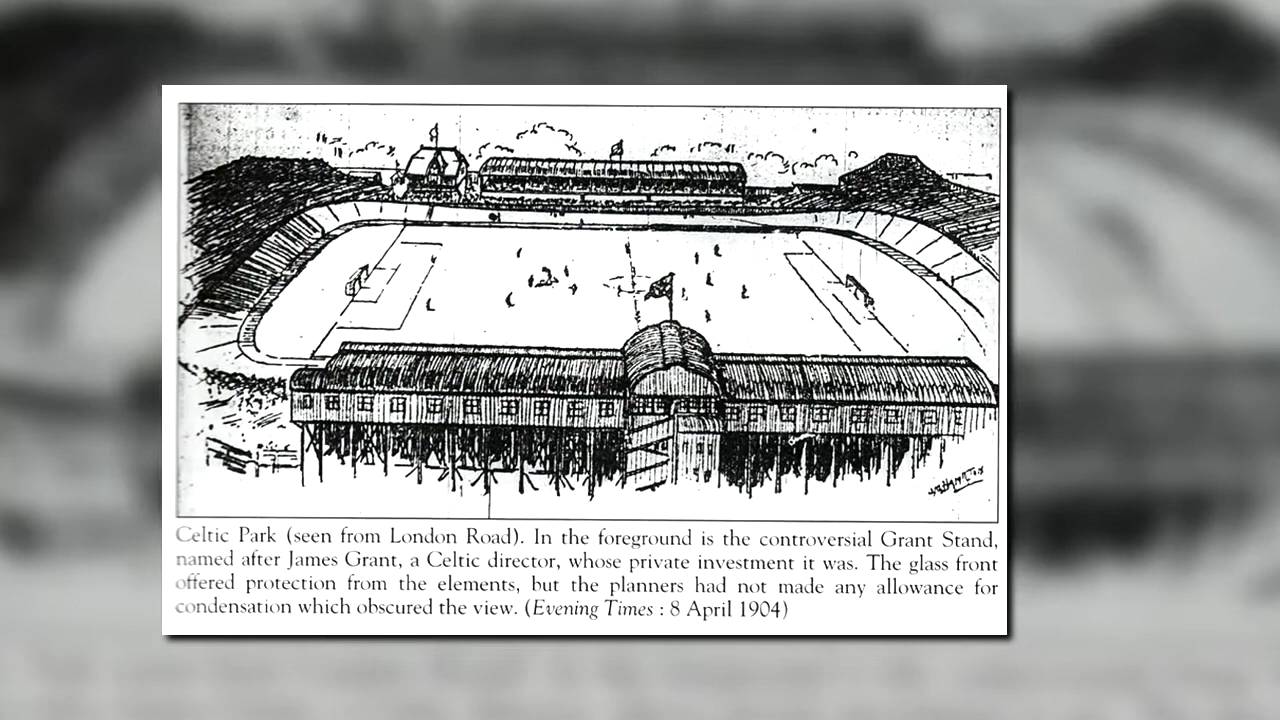 Celtic Park (seen from London Road). In the foreground is the controversial Grant Stand,
named after James Grant, a Celtic director, whose private investment it was. The glass front
offered protection from the elements, but the planners had not made any allowance for
condensation which obscured the view. (Evening Times : 8 April 1904)